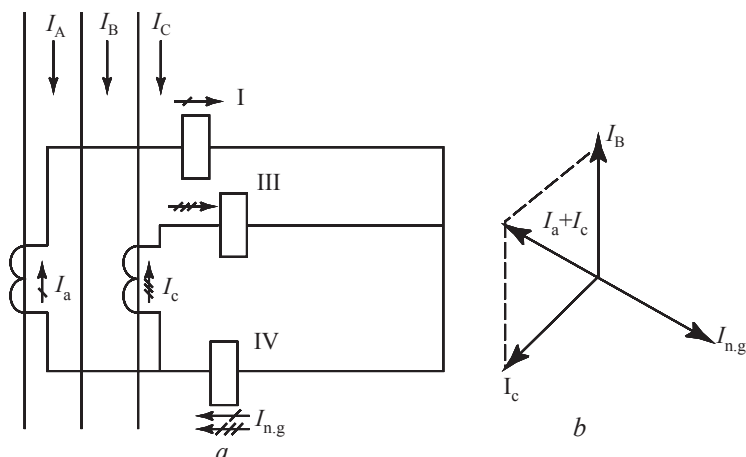 I_A I_B I_C
I
III
I_B
I_a+I_c
I_a I_c
IV
I_n.g
I_n.g
I_c
a b